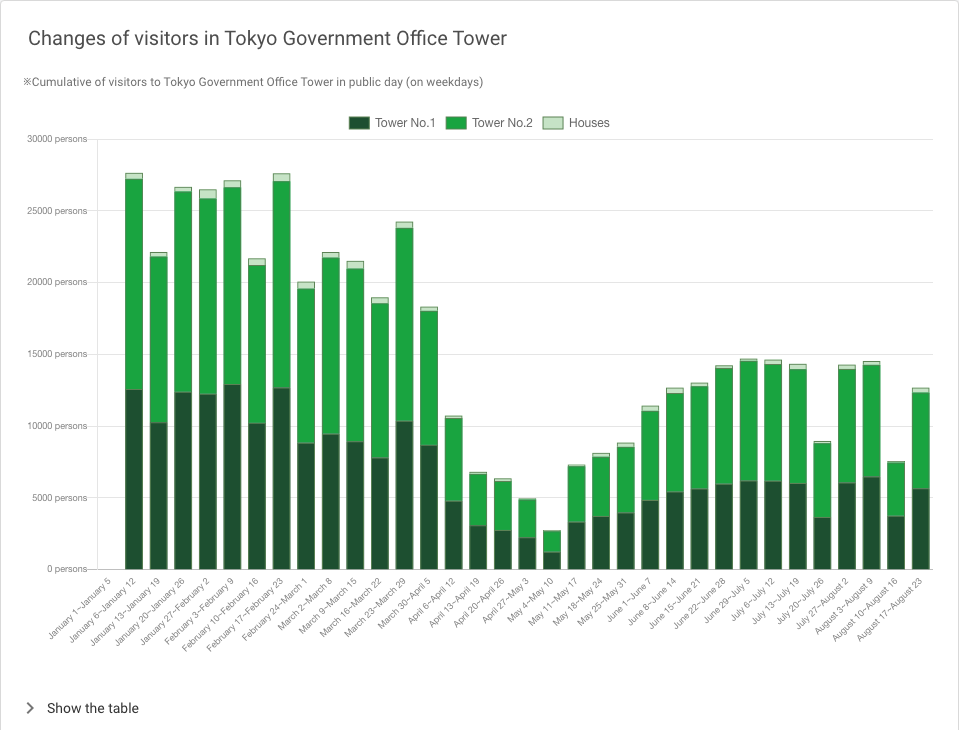 Changes of visitors in Tokyo Government Office Tower
※Cumulative of visitors to Tokyo Government Office Tower in public day (on weekdays)
Tower No.1 Tower No.2 Houses
30000 persons
25000 persons
20000 persons
15000 persons
10000 persons
5000 persons
0 persons
January 1~January 5
January 6~January 12
January 13~January 19
January 20~January 26
January 27~February 2
February 3~February 9
February 10~February 16
February 17~February 23
February 24~March 1
March 2~March 8
March 9~March 15
March 16~March 22
March 23~March 29
March 30~April 5
April 6~April 12
April 13~April 19
April 20~April 26
April 27~May 3
May 4~May 10
May 11~May 17
May 18~May 24
May 25~May 31
June 1~June 7
June 8~June 14
June 15~June 21
June 22~June 28
June 29~July 5
July 6~July 12
July 13~July 19
July 20~July 26
July 27~August 2
August 3~August 9
August 10~August 16
August 17~August 23
Show the table